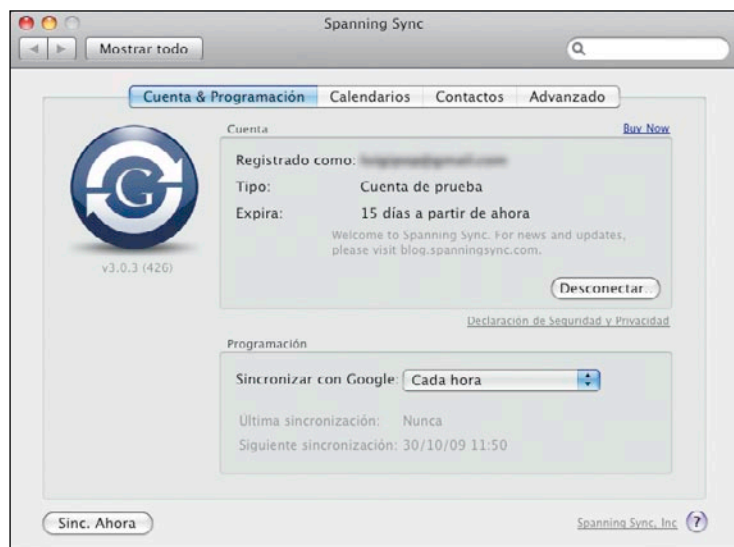 Spanning Sync
Mostrar todo
Cuenta & Programación Calendarios Contactos Advanzado
Cuenta Buy Now
Registrado como:
Tipo: Cuenta de prueba
Expira: 15 días a partir de ahora
Welcome to Spanning Sync. For news and updates,
please visit blog.spanningsync.com.
G
v3.0.3 (426)
Desconectar...
Declaración de Seguridad y Privacidad
Programación
Sincronizar con Google: Cada hora
Última sincronización: Nunca
Siguiente sincronización: 30/10/09 11:50
Sinc. Ahora Spanning Sync, Inc ?